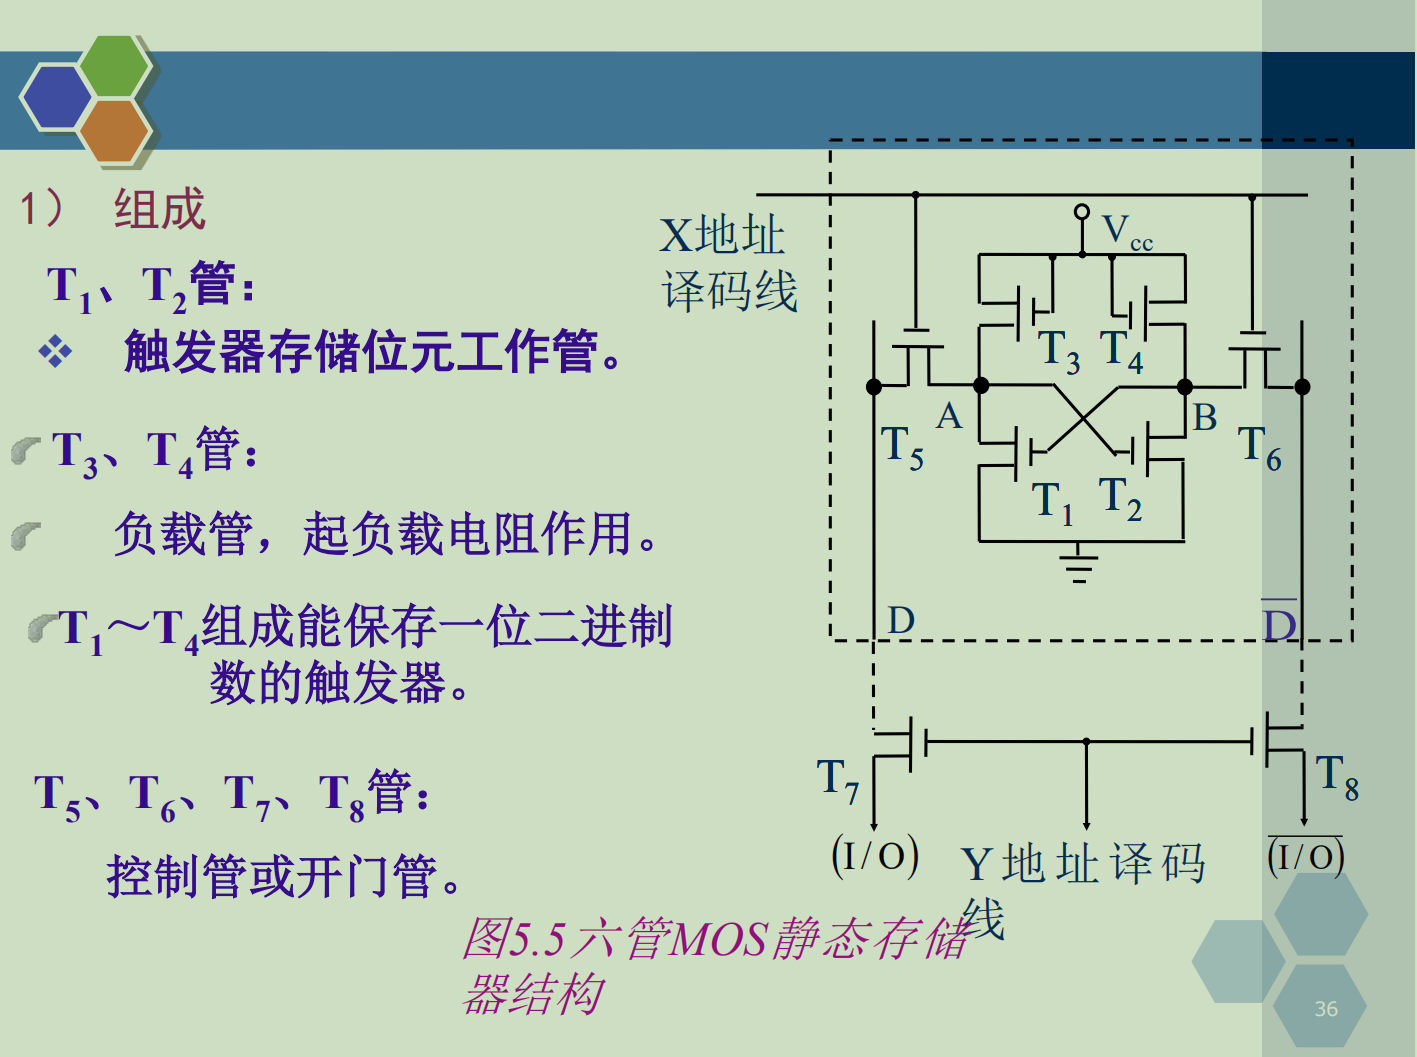 1） 组成
T1、T2管：
触发器存储位元工作管。
T3、T4管：
负载管，起负载电阻作用。
T1～T4组成能保存一位二进制
数的触发器。
T5、T6、T7、T8管：
控制管或开门管。
X地址
译码线
Vcc
T3
T4
A
B
T5
T6
T1
T2
D
D̅
T7
T8
(I/O)
Y地址译码
线
(I/O)
图5.5六管MOS静态存储
器结构
36